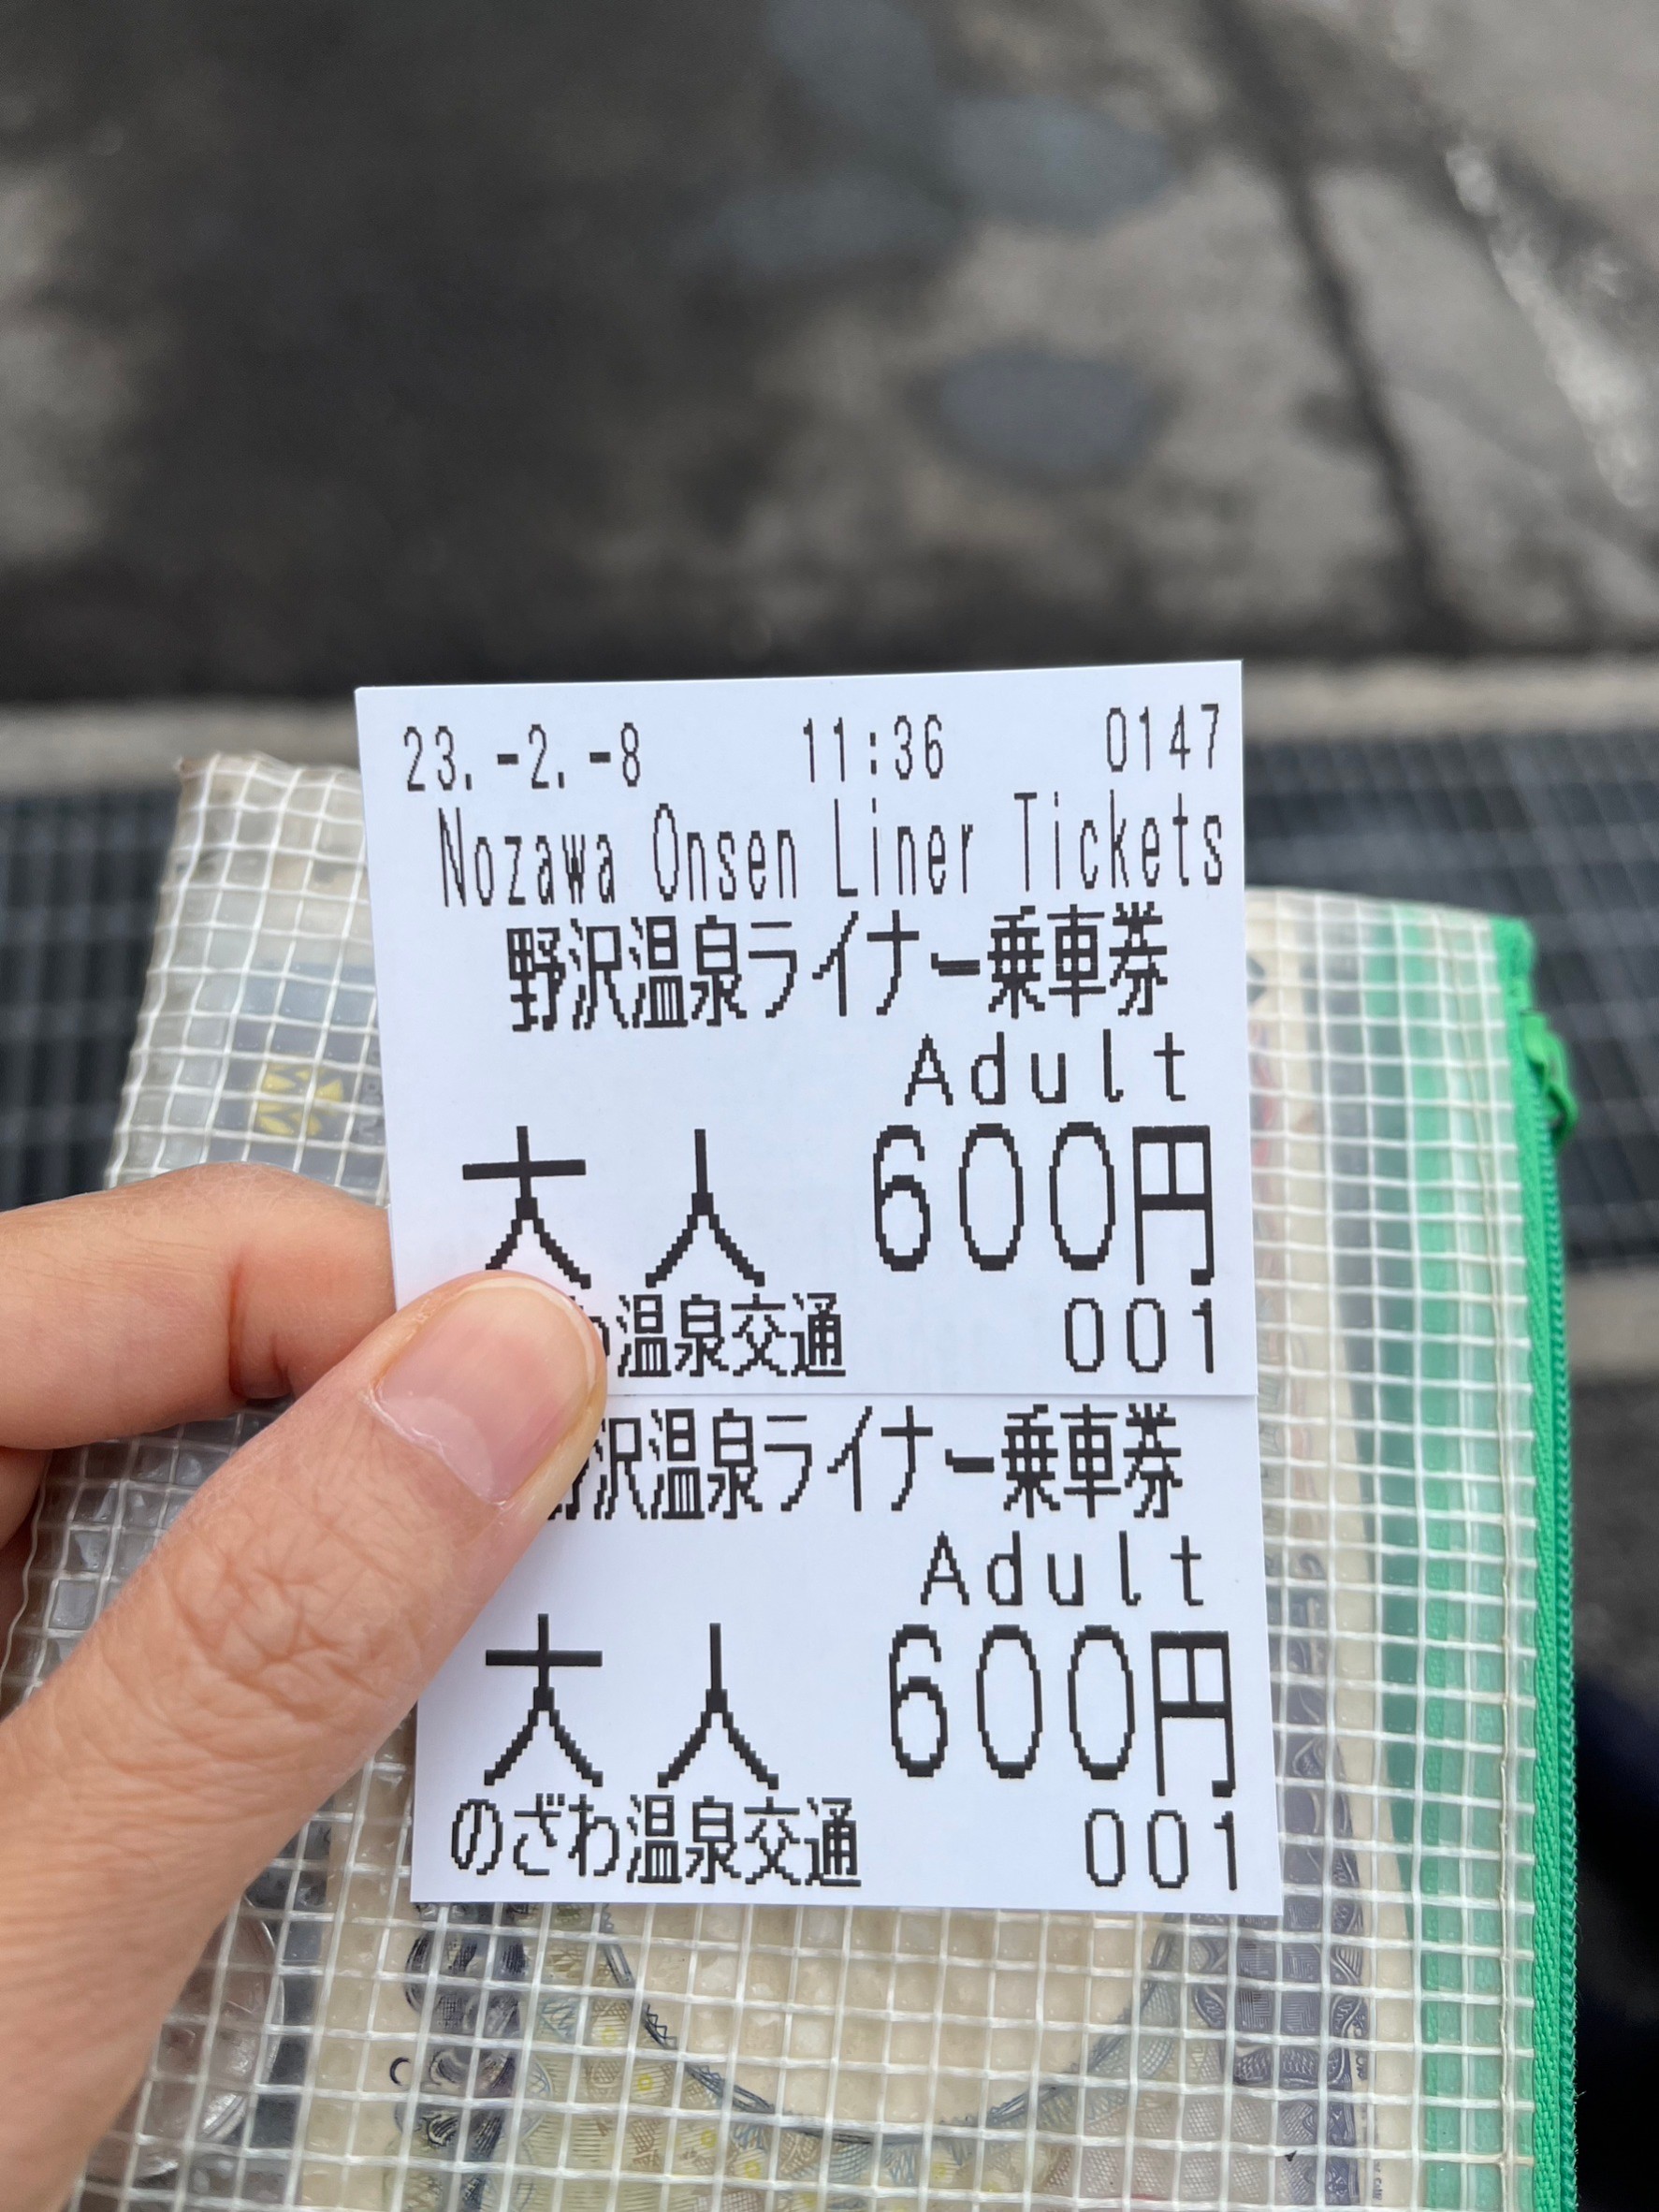 23.-2.-8 11:36 0147
Nozawa Onsen Liner Tickets
野沢温泉ライナー乗車券
Adult
大人 600円
わ温泉交通 001
野沢温泉ライナー乗車券
Adult
大人 600円
のざわ温泉交通 001